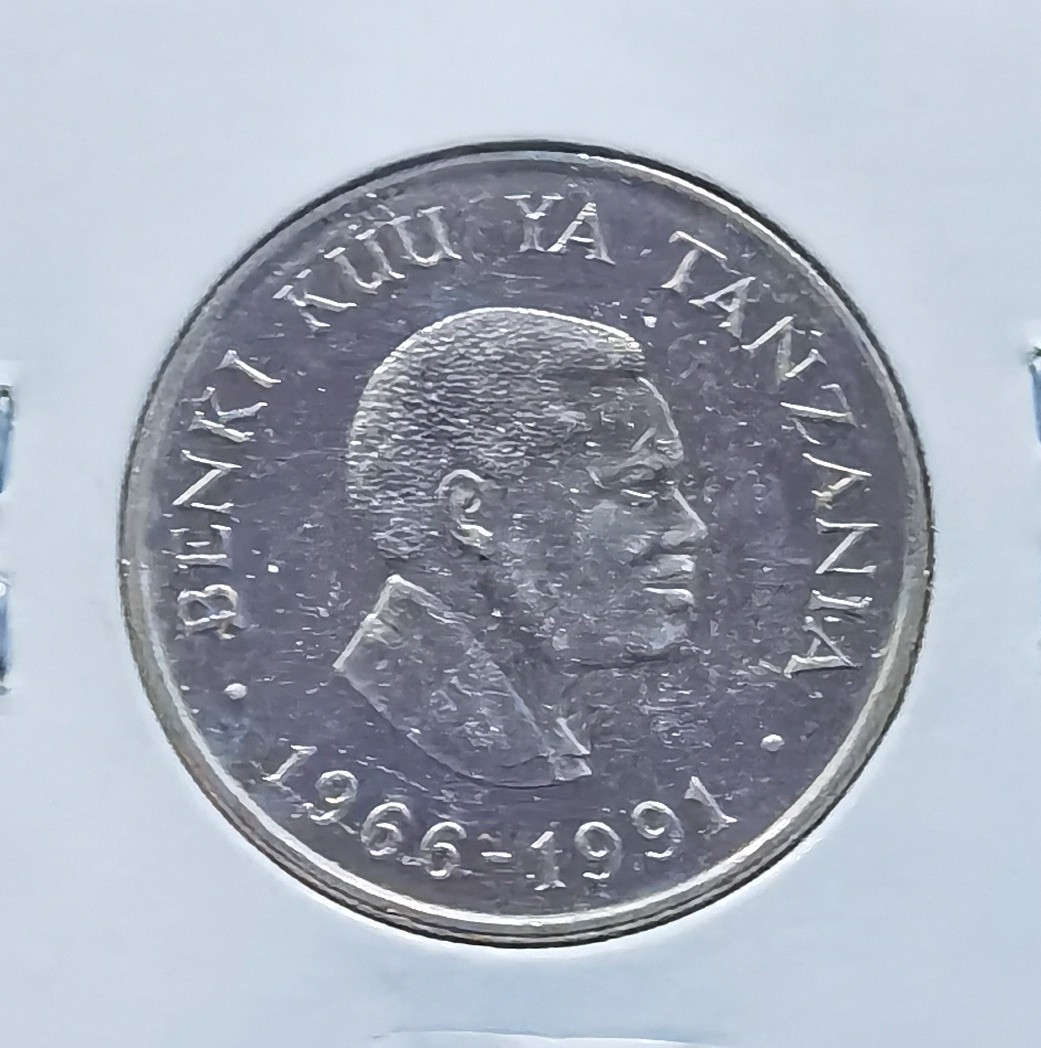 BENKI KUU YA TANZANIA
1966-1991